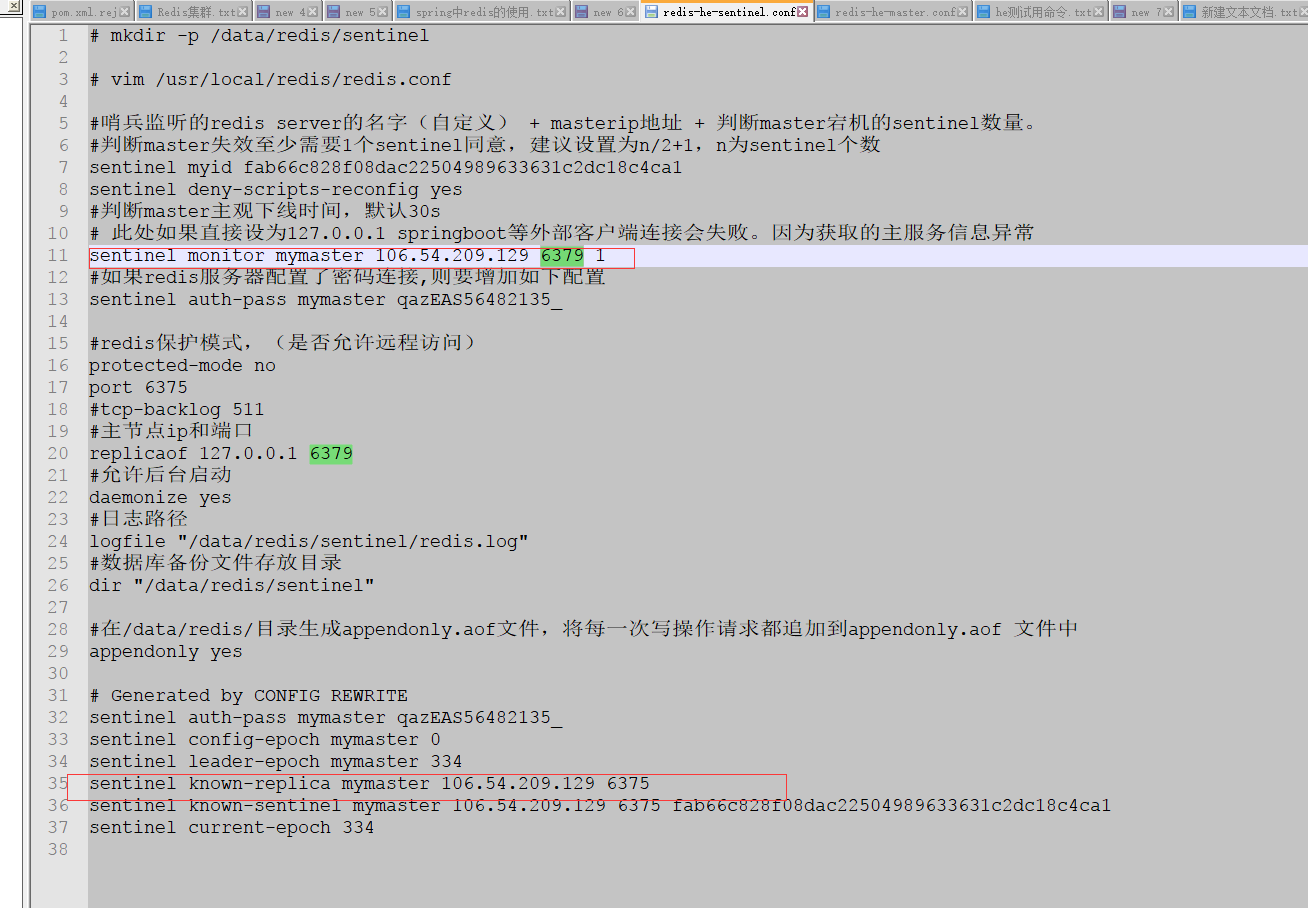 pom.xml.rej Redis集群.txt new 4 new 5 spring中redis的使用.txt new 6 redis-he-sentinel.conf redis-he-master.conf he测试用命令.txt new 7 新建文本文档.txt
1 # mkdir -p /data/redis/sentinel
2
3 # vim /usr/local/redis/redis.conf
4
5 #哨兵监听的redis server的名字（自定义） + masterip地址 + 判断master宕机的sentinel数量。
6 #判断master失效至少需要1个sentinel同意，建议设置为n/2+1，n为sentinel个数
7 sentinel myid fab66c828f08dac22504989633631c2dc18c4ca1
8 sentinel deny-scripts-reconfig yes
9 #判断master主观下线时间，默认30s
10 # 此处如果直接设为127.0.0.1 springboot等外部客户端连接会失败。因为获取的主服务信息异常
11 sentinel monitor mymaster 106.54.209.129 6379 1
12 #如果redis服务器配置了密码连接,则要增加如下配置
13 sentinel auth-pass mymaster qazEAS56482135_
14
15 #redis保护模式，（是否允许远程访问）
16 protected-mode no
17 port 6375
18 #tcp-backlog 511
19 #主节点ip和端口
20 replicaof 127.0.0.1 6379
21 #允许后台启动
22 daemonize yes
23 #日志路径
24 logfile "/data/redis/sentinel/redis.log"
25 #数据库备份文件存放目录
26 dir "/data/redis/sentinel"
27
28 #在/data/redis/目录生成appendonly.aof文件，将每一次写操作请求都追加到appendonly.aof 文件中
29 appendonly yes
30
31 # Generated by CONFIG REWRITE
32 sentinel auth-pass mymaster qazEAS56482135_
33 sentinel config-epoch mymaster 0
34 sentinel leader-epoch mymaster 334
35 sentinel known-replica mymaster 106.54.209.129 6375
36 sentinel known-sentinel mymaster 106.54.209.129 6375 fab66c828f08dac22504989633631c2dc18c4ca1
37 sentinel current-epoch 334
38